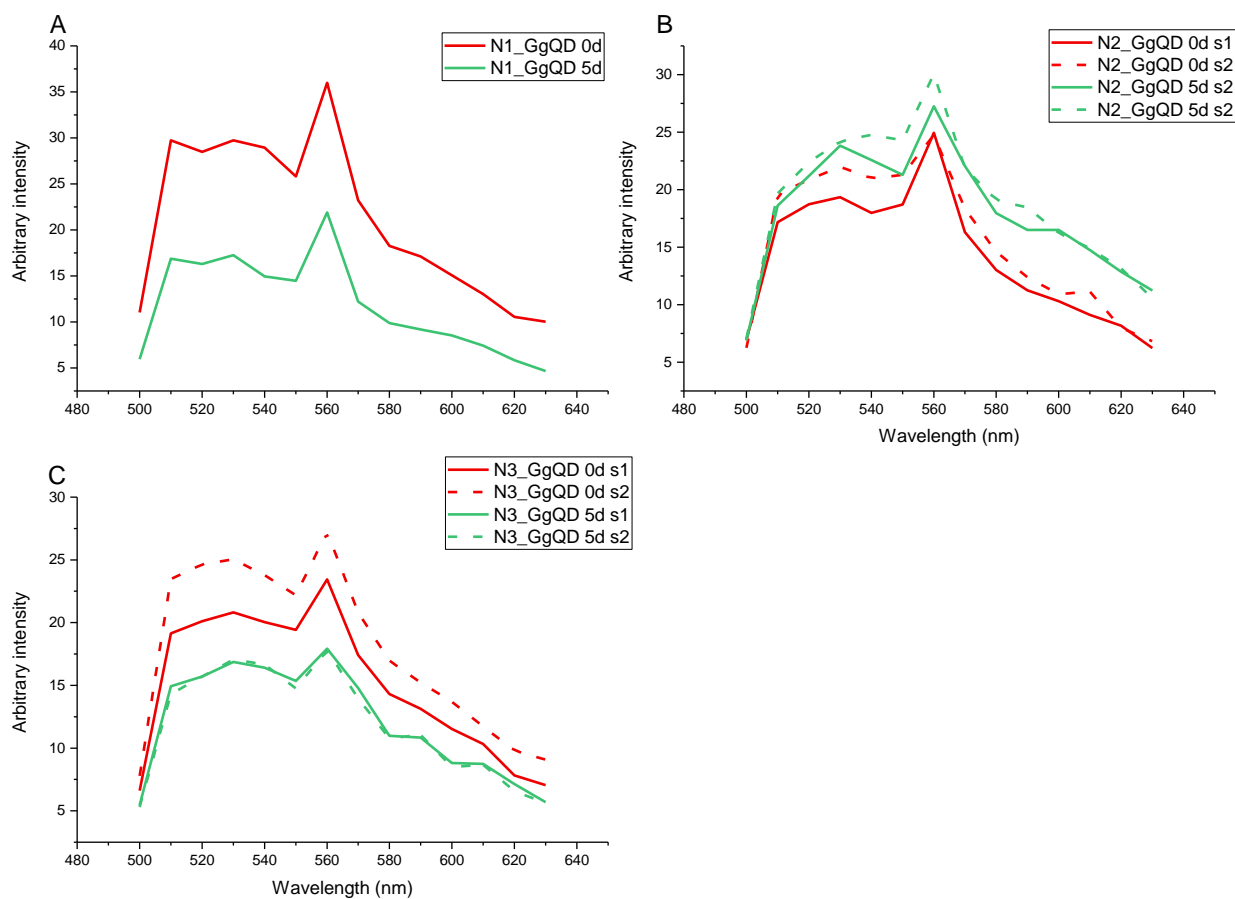 A
N1_GgQD 0d
N1_GgQD 5d
40
35
30
25
20
15
10
5
480 500 520 540 560 580 600 620 640
Arbitrary intensity
B
N2_GgQD 0d s1
N2_GgQD 0d s2
N2_GgQD 5d s2
N2_GgQD 5d s2
30
25
20
15
10
5
480 500 520 540 560 580 600 620 640
Arbitrary intensity
Wavelength (nm)
C
N3_GgQD 0d s1
N3_GgQD 0d s2
N3_GgQD 5d s1
N3_GgQD 5d s2
30
25
20
15
10
5
480 500 520 540 560 580 600 620 640
Arbitrary intensity
Wavelength (nm)